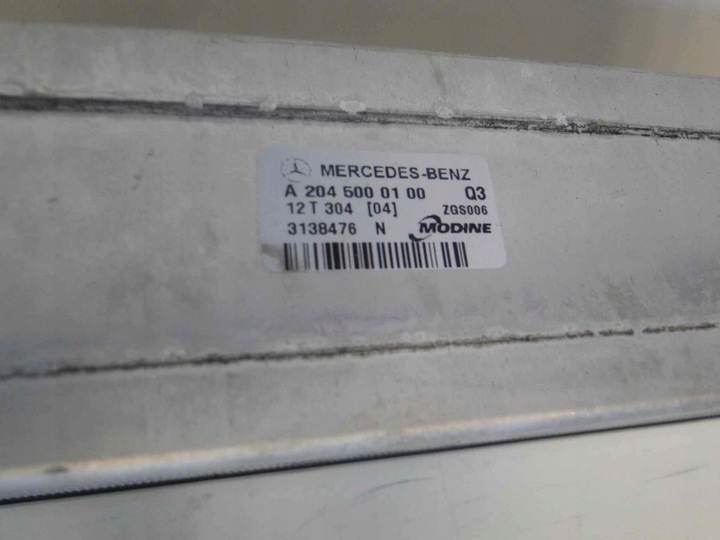 MERCEDES-BENZ
A 204 500 01 00 Q3
12 T 304 [04] ZGS006
3138476 N MODINE